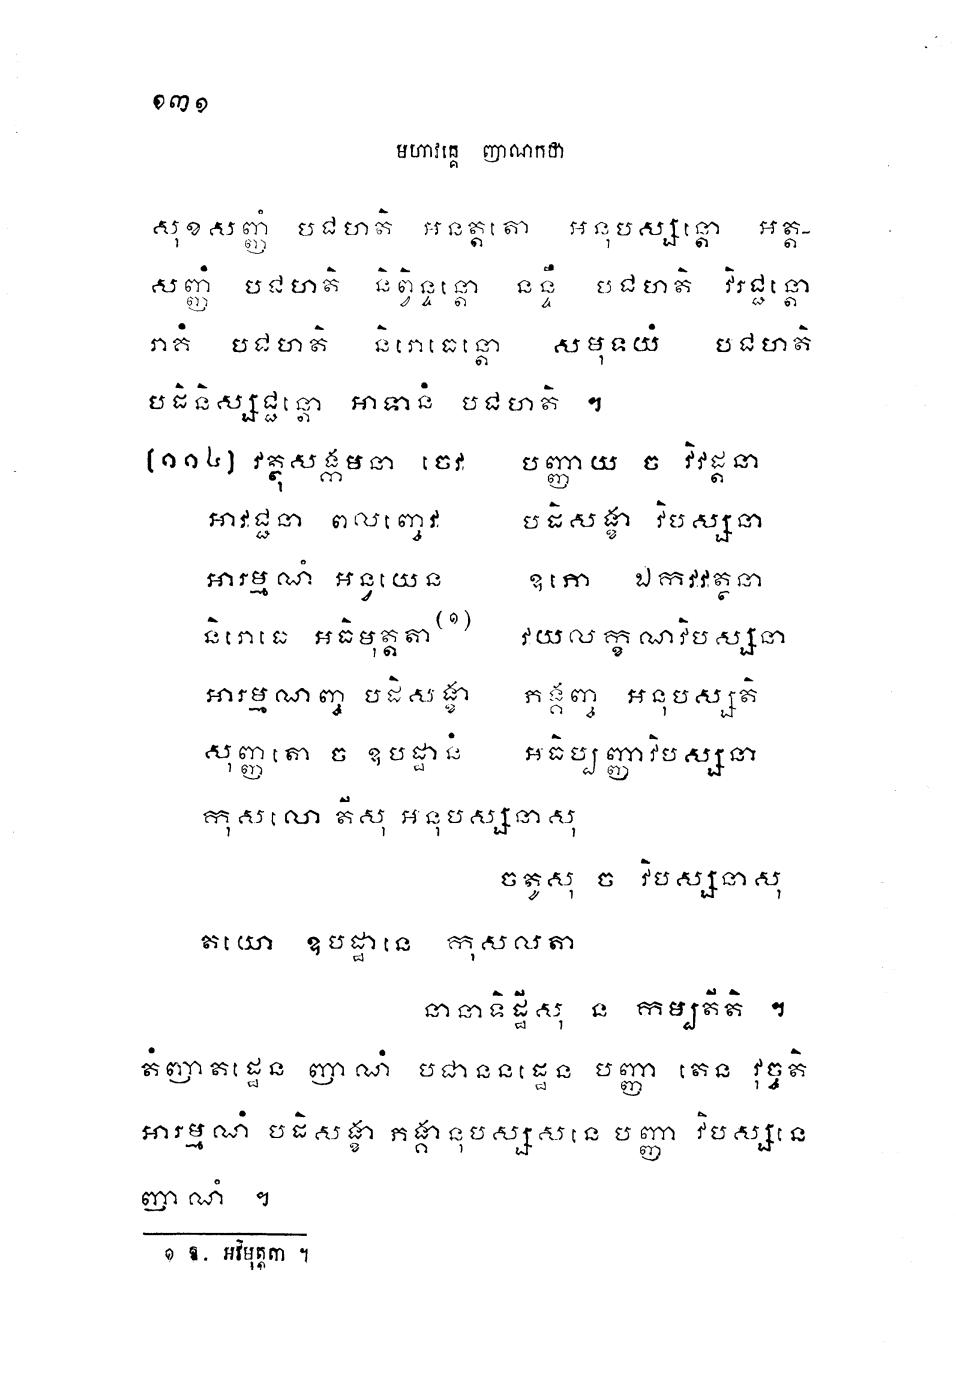 ១៣១
មហាវគ្គេ ញាណកថា
សុខសញ្ញំ បជហាតិ អនត្តតោ អនុបស្សន្តោ អត្ត-
សញ្ញំ បជហាតិ និព្វិន្ទន្តោ នន្ទឹ បជហាតិ វិរជ្ជន្តោ
រាគំ បជហាតិ និរោធេន្តោ សមុទយំ បជហាតិ
បដិនិស្សជ្ជន្តោ អាទានំ បជហាតិ ។
(១១៤) វត្ថុសង្កមនា ចេវ បញ្ញាយ ច វិវដ្តនា
អាវជ្ជនា ពលញ្ចេវ បដិសង្ខា វិបស្សនា
អារម្មណំ អន្វយេន ឧភោ ឯកវវត្ថនា
និរោធេ អធិមុត្តតា(១) វយលក្ខណវិបស្សនា
អារម្មណញ្ច បដិសង្ខា ភង្គញ្ច អនុបស្សតិ
សុញ្ញតោ ច ឧបដ្ឋានំ អធិប្បញ្ញាវិបស្សនា
កុសលោ តីសុ អនុបស្សនាសុ
ចតូសុ ច វិបស្សនាសុ
តយោ ឧបដ្ឋានេ កុសលតា
នានាទិដ្ឋីសុ ន កម្បតីតិ ។
តំញាតដ្ឋេន ញាណំ បជាននដ្ឋេន បញ្ញា តេន វុច្ចតិ
អារម្មណំ បដិសង្ខា ភង្គានុបស្សសនេ បញ្ញា វិបស្សនេ
ញាណំ ។
១ ឱ. អវិមុត្តតា ។